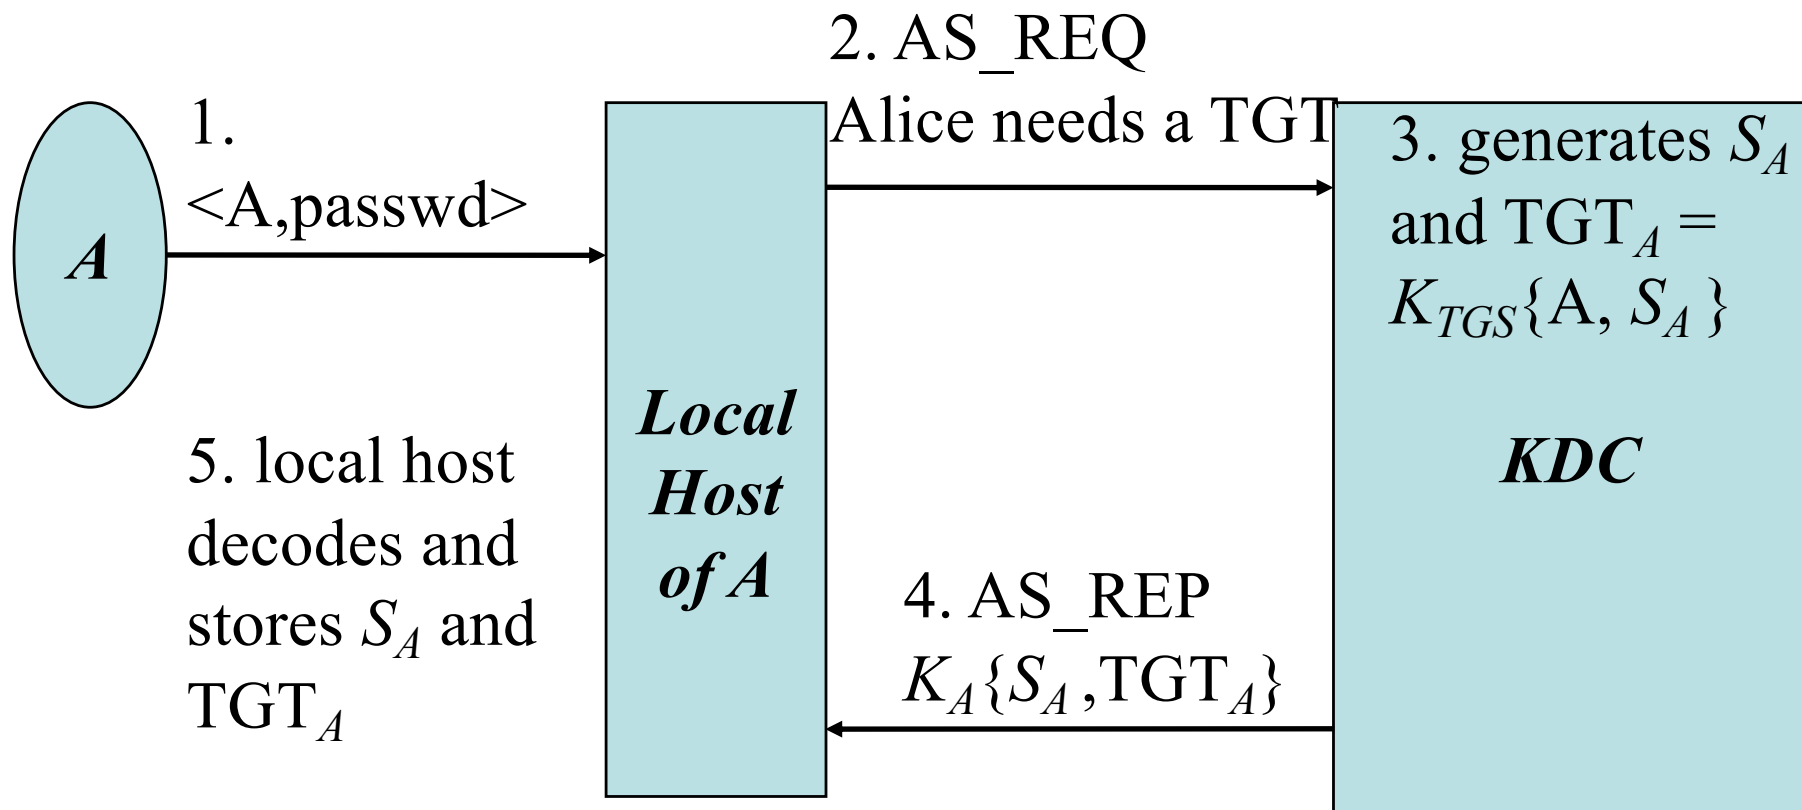 A
1.
<A,passwd>
2. AS_REQ
Alice needs a TGT
3. generates S_A
and TGT_A =
K_TGS{A, S_A }
KDC
Local
Host
of A
4. AS_REP
K_A{S_A ,TGT_A}
5. local host
decodes and
stores S_A and
TGT_A